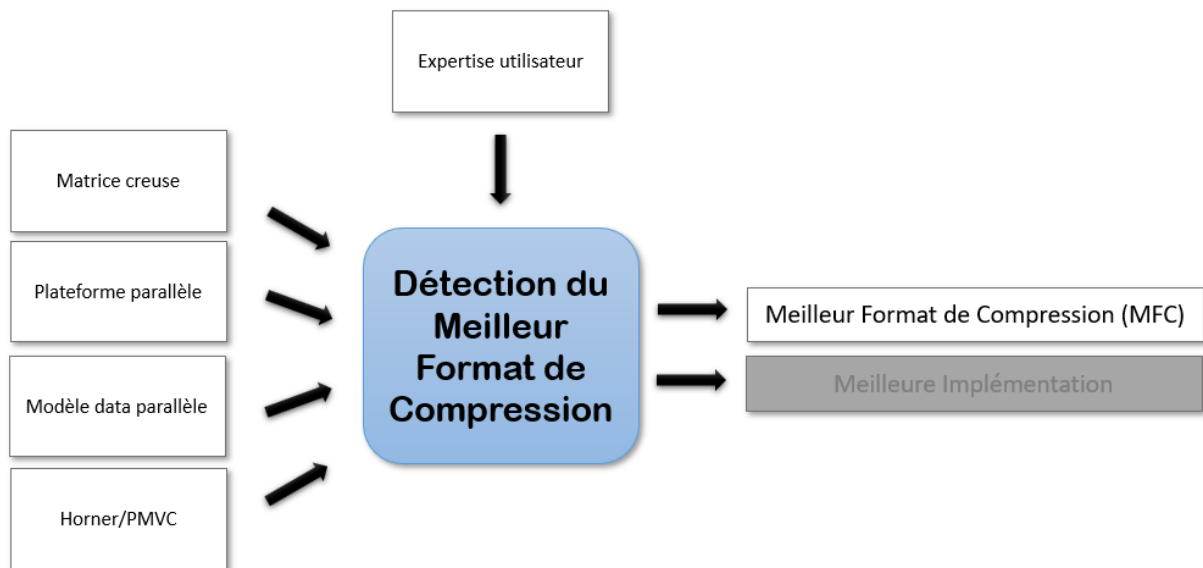 Expertise utilisateur
Matrice creuse
Plateforme parallèle
Modèle data parallèle
Horner/PMVC
Détection du
Meilleur
Format de
Compression
Meilleur Format de Compression (MFC)
Meilleure Implémentation